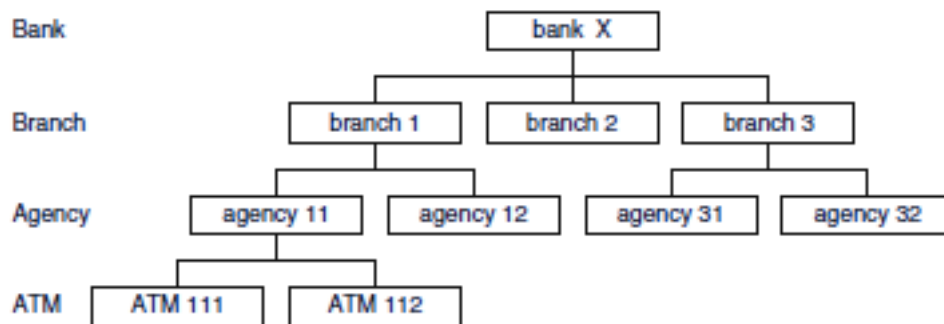 Bank bank X
Branch branch 1 branch 2 branch 3
Agency agency 11 agency 12 agency 31 agency 32
ATM ATM 111 ATM 112